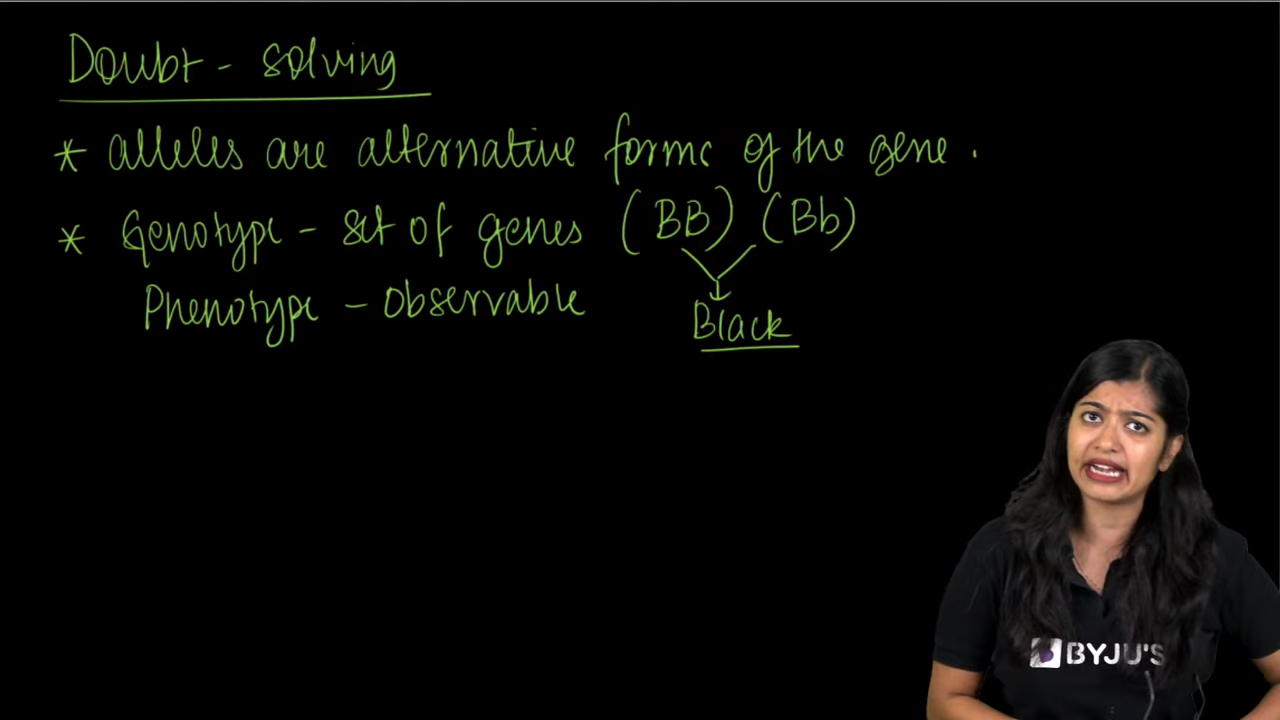 Doubt - solving
* alleles are alternative forms of the gene .
* Genotype - set of genes (BB) (Bb)
Phenotype - Observable
Black
BYJU'S